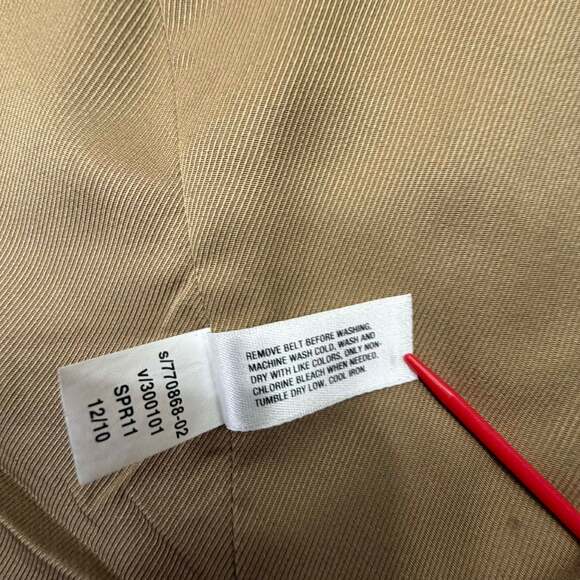 s/770868-02
V/300101
SPR11
12/10
REMOVE BELT BEFORE WASHING.
MACHINE WASH COLD, WASH AND
DRY WITH LIKE COLORS, ONLY NON-
CHLORINE BLEACH WHEN NEEDED.
TUMBLE DRY LOW. COOL IRON.